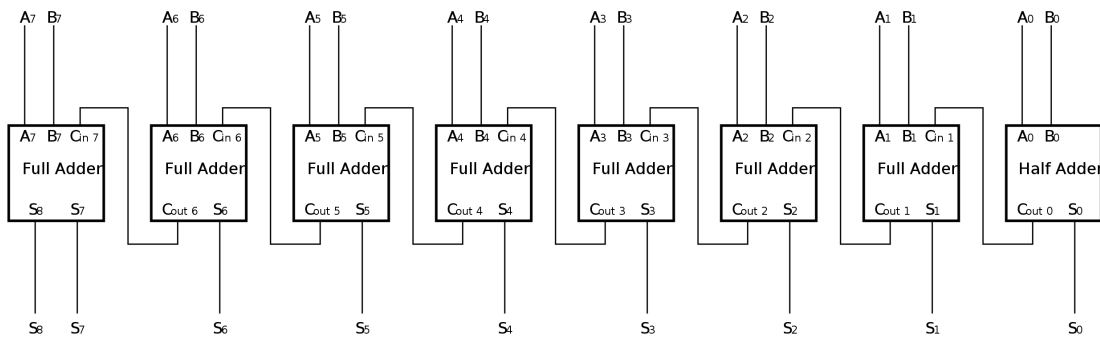 A7 B7 A6 B6 A5 B5 A4 B4 A3 B3 A2 B2 A1 B1 A0 B0
A7 B7 Cin 7 A6 B6 Cin 6 A5 B5 Cin 5 A4 B4 Cin 4 A3 B3 Cin 3 A2 B2 Cin 2 A1 B1 Cin 1 A0 B0
Full Adder Full Adder Full Adder Full Adder Full Adder Full Adder Full Adder Half Adder
S8 S7 Cout 6 S6 Cout 5 S5 Cout 4 S4 Cout 3 S3 Cout 2 S2 Cout 1 S1 Cout 0 S0
S8 S7 S6 S5 S4 S3 S2 S1 S0